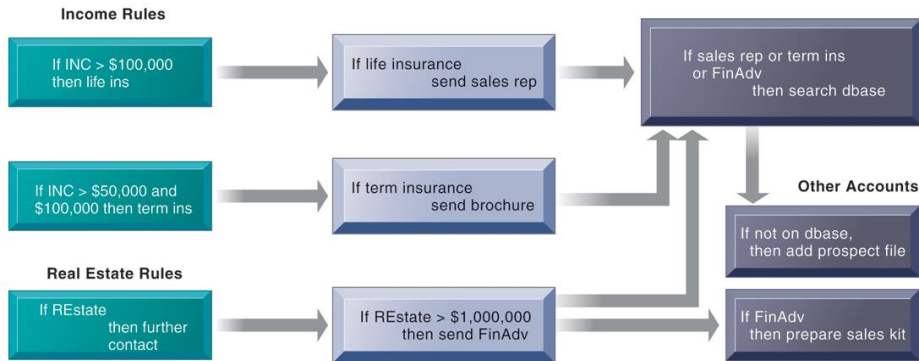 Income Rules
If INC > $100,000
then life ins
If life insurance
send sales rep
If sales rep or term ins
or FinAdv
then search dbase
If INC > $50,000 and
$100,000 then term ins
If term insurance
send brochure
Other Accounts
If not on dbase,
then add prospect file
Real Estate Rules
If REstate
then further
contact
If REstate > $1,000,000
then send FinAdv
If FinAdv
then prepare sales kit